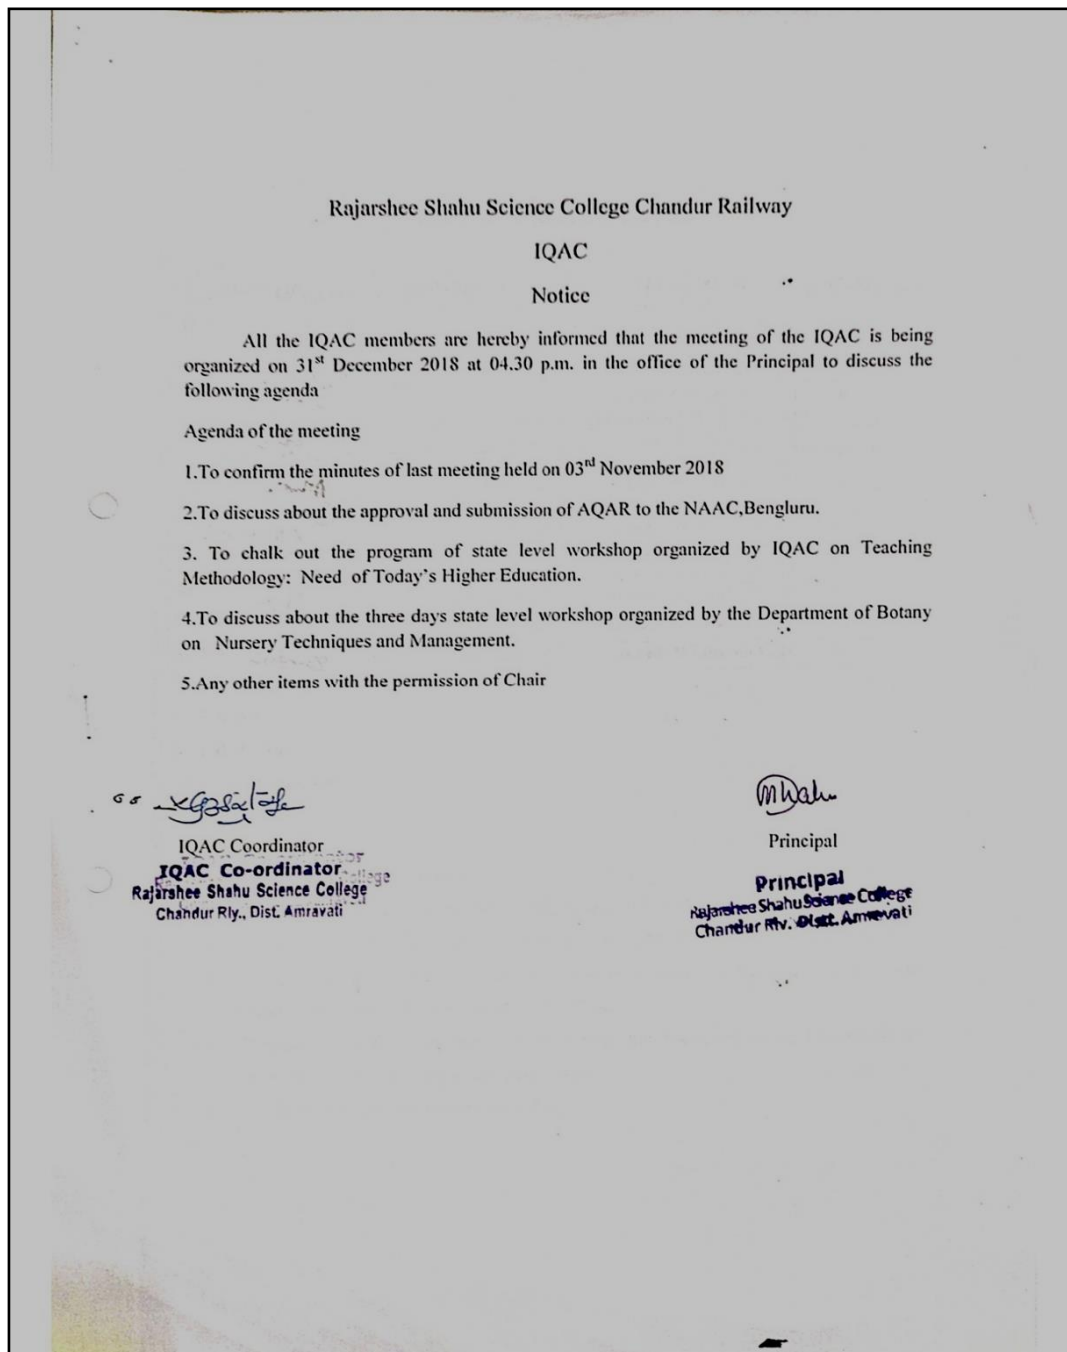 Rajarshee Shahu Science College Chandur Railway
IQAC
Notice
All the IQAC members are hereby informed that the meeting of the IQAC is being
organized on 31st December 2018 at 04.30 p.m. in the office of the Principal to discuss the
following agenda
Agenda of the meeting
1.To confirm the minutes of last meeting held on 03rd November 2018
2.To discuss about the approval and submission of AQAR to the NAAC,Bengluru.
3. To chalk out the program of state level workshop organized by IQAC on Teaching
Methodology: Need of Today's Higher Education.
4.To discuss about the three days state level workshop organized by the Department of Botany
on Nursery Techniques and Management.
5.Any other items with the permission of Chair
IQAC Coordinator
IQAC Co-ordinator
Rajarshee Shahu Science College
Chandur Rly., Dist. Amravati
Principal
Principal
Rajarshee Shahu Science College
Chandur Rly. Distt. Amravati